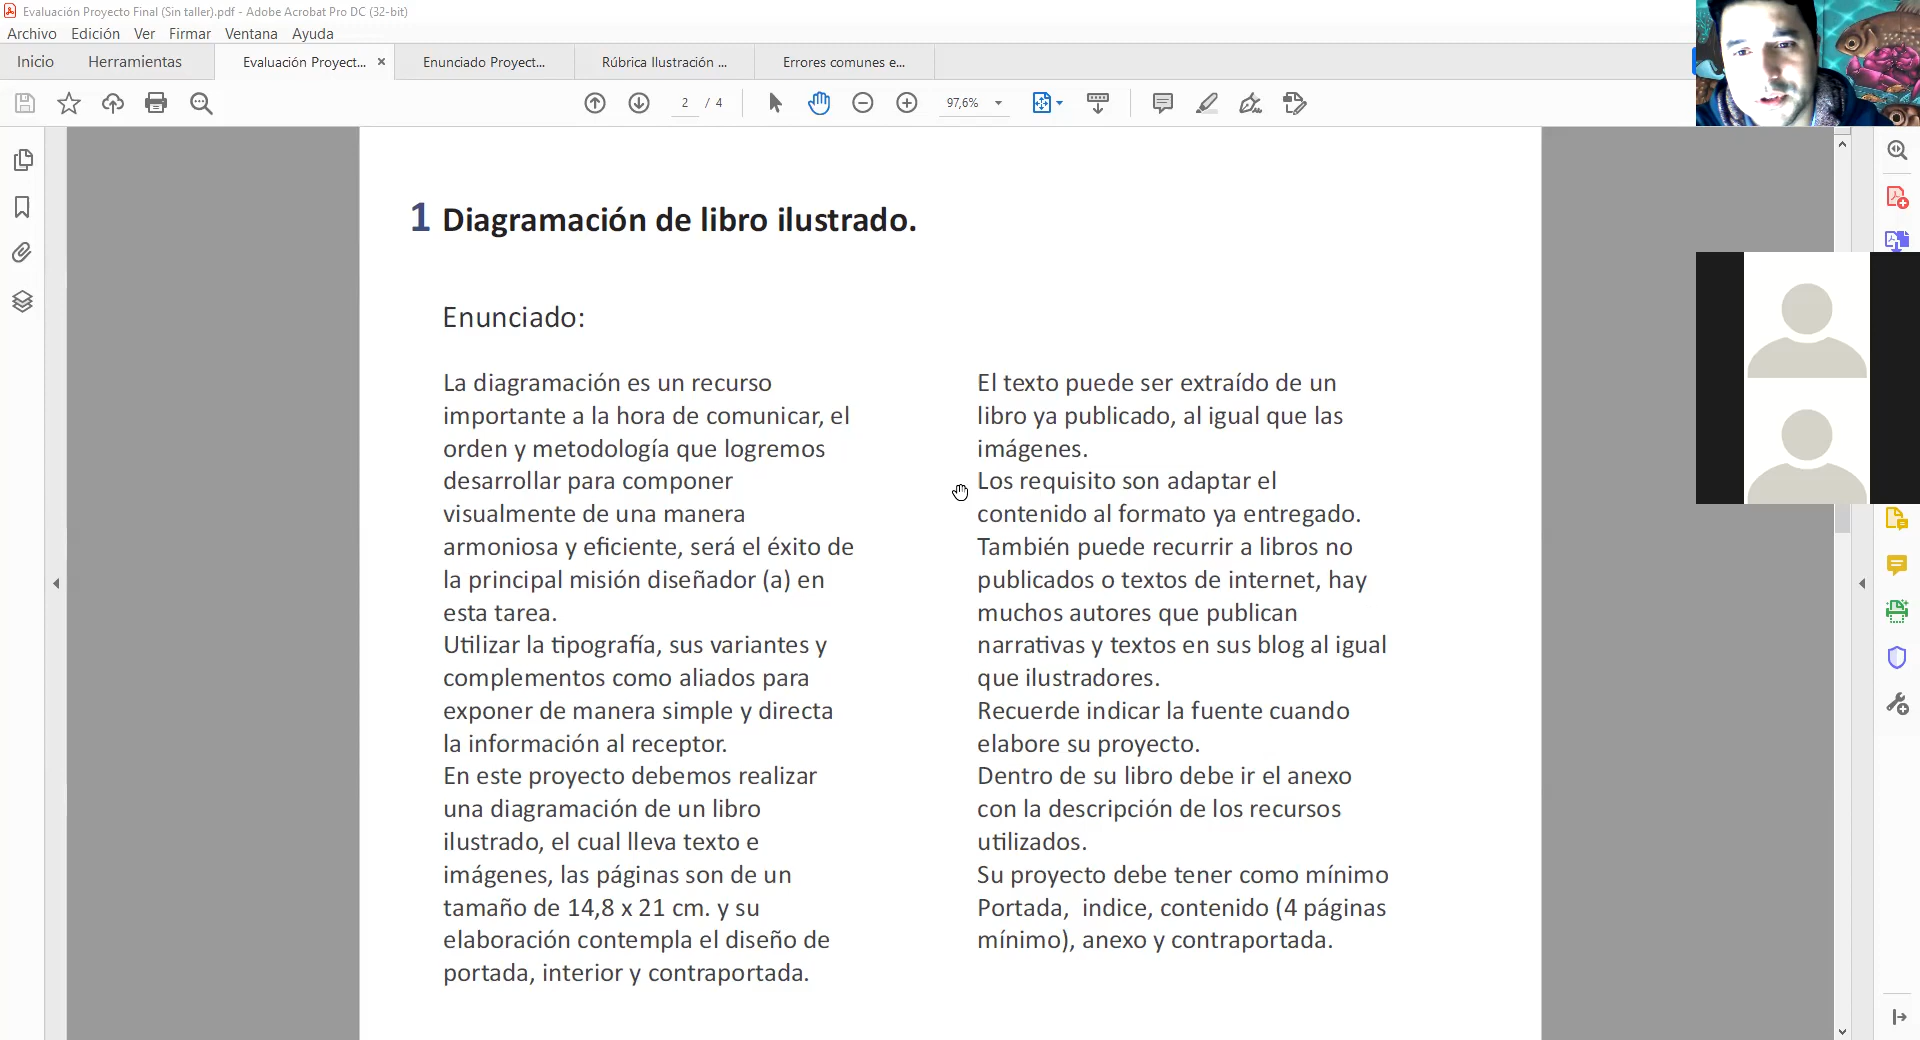 Evaluación Proyecto Final (Sin taller).pdf - Adobe Acrobat Pro DC (32-bit)
Archivo Edición Ver Firmar Ventana Ayuda
Inicio Herramientas Evaluación Proyect... × Enunciado Proyect... Rúbrica Ilustración ... Errores comunes e...
2 / 4 97,6%
1 Diagramación de libro ilustrado.
Enunciado:
La diagramación es un recurso
importante a la hora de comunicar, el
orden y metodología que logremos
desarrollar para componer
visualmente de una manera
armoniosa y eficiente, será el éxito de
la principal misión diseñador (a) en
esta tarea.
Utilizar la tipografía, sus variantes y
complementos como aliados para
exponer de manera simple y directa
la información al receptor.
En este proyecto debemos realizar
una diagramación de un libro
ilustrado, el cual lleva texto e
imágenes, las páginas son de un
tamaño de 14,8 x 21 cm. y su
elaboración contempla el diseño de
portada, interior y contraportada.
El texto puede ser extraído de un
libro ya publicado, al igual que las
imágenes.
Los requisito son adaptar el
contenido al formato ya entregado.
También puede recurrir a libros no
publicados o textos de internet, hay
muchos autores que publican
narrativas y textos en sus blog al igual
que ilustradores.
Recuerde indicar la fuente cuando
elabore su proyecto.
Dentro de su libro debe ir el anexo
con la descripción de los recursos
utilizados.
Su proyecto debe tener como mínimo
Portada, indice, contenido (4 páginas
mínimo), anexo y contraportada.